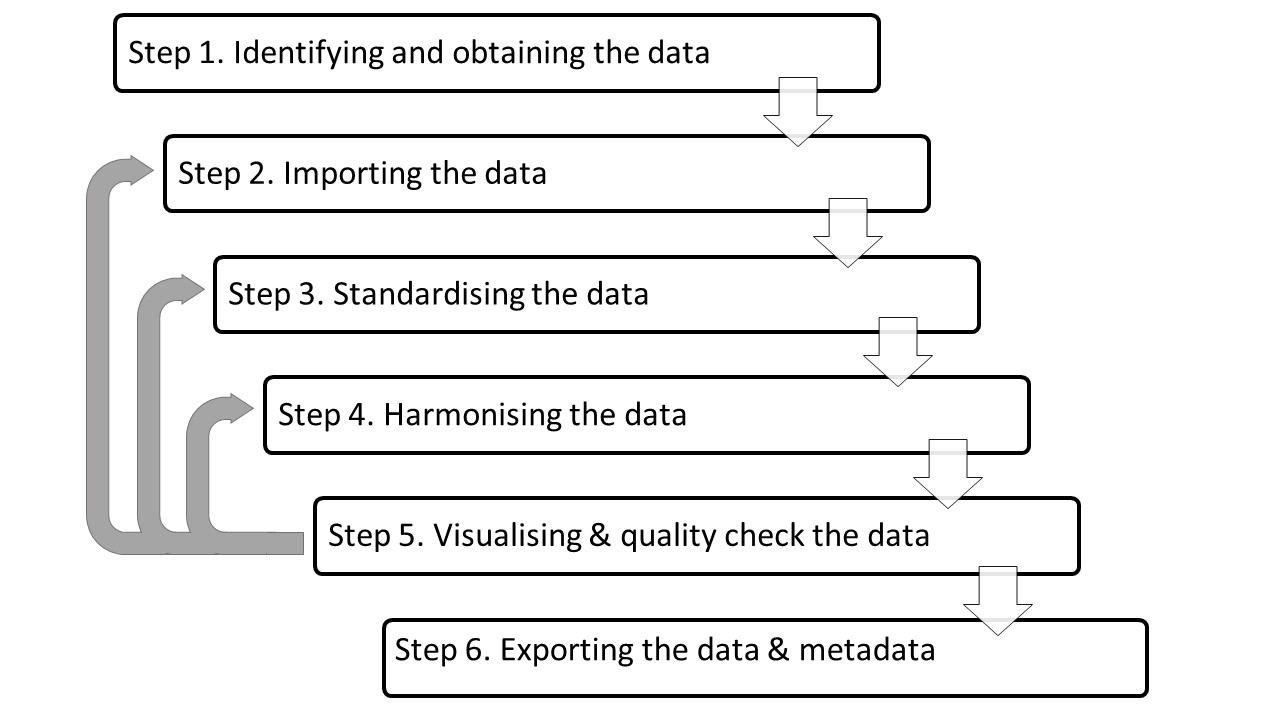 Step 1. Identifying and obtaining the data
Step 2. Importing the data
Step 3. Standardising the data
Step 4. Harmonising the data
Step 5. Visualising & quality check the data
Step 6. Exporting the data & metadata